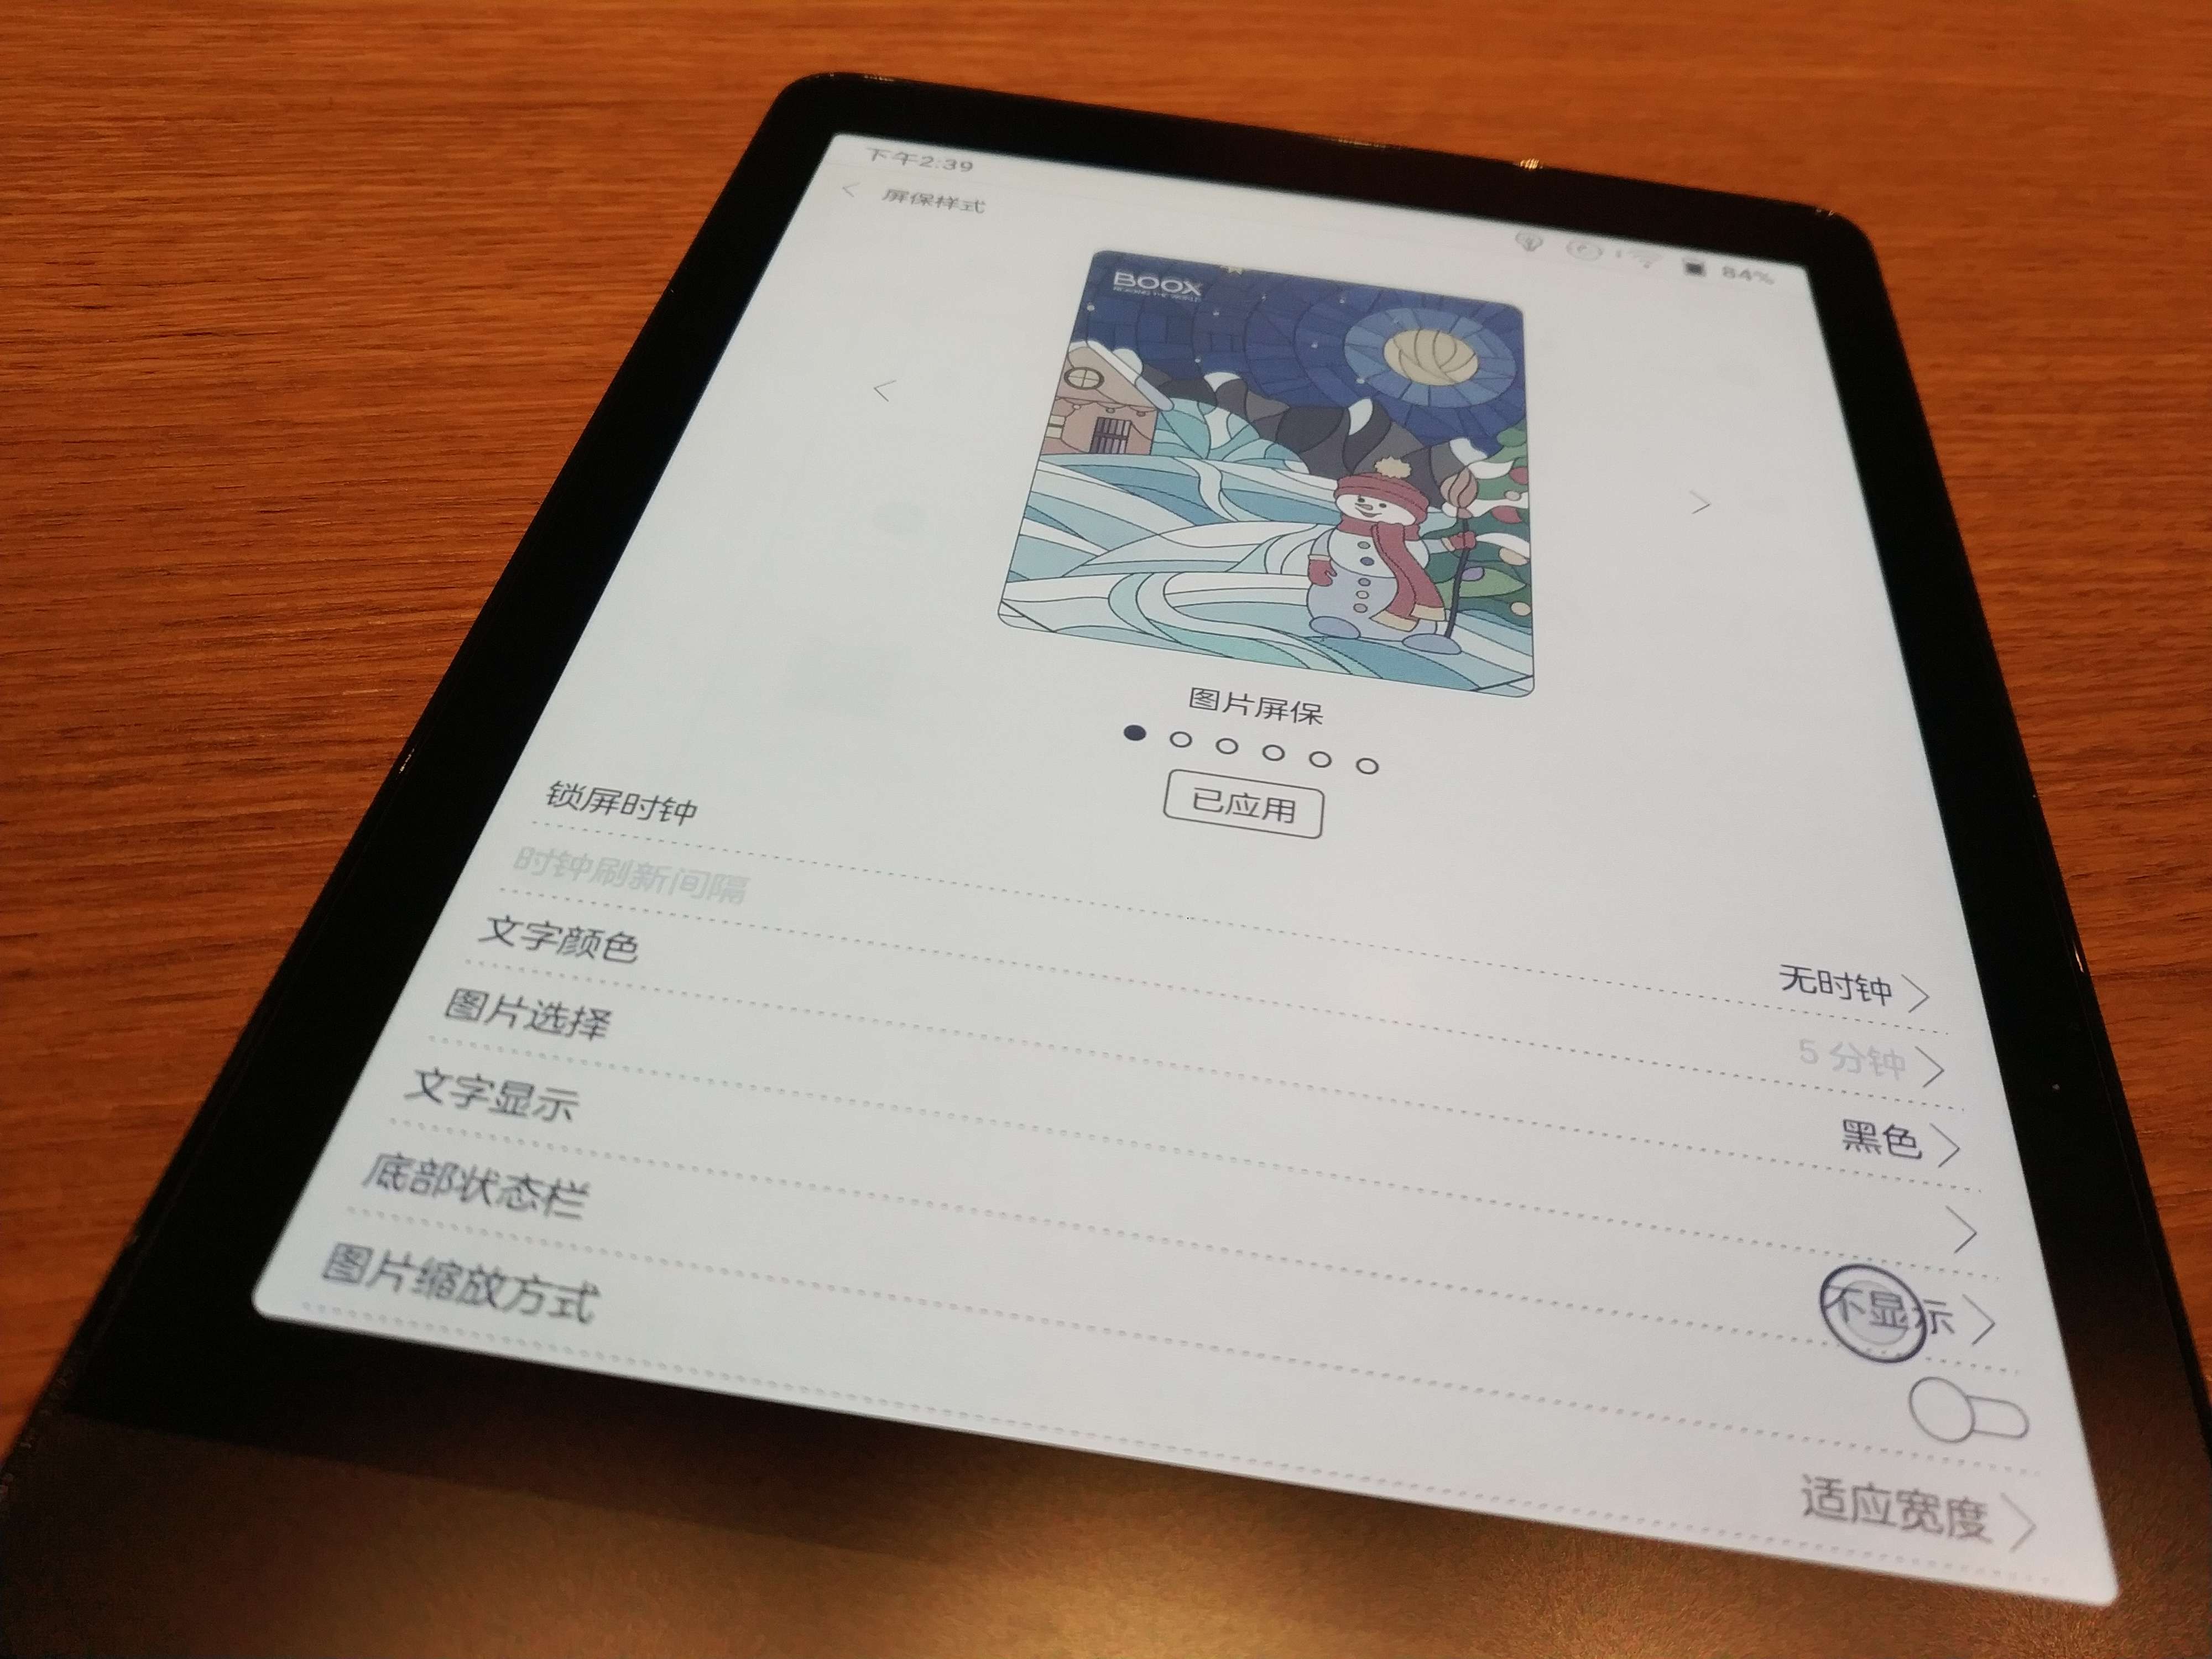 下午2:39
84%
屏保样式
BOOX
图片屏保
已应用
锁屏时钟 无时钟
时钟刷新间隔 5 分钟
文字颜色 黑色
图片选择
文字显示 不显示
底部状态栏
图片缩放方式 适应宽度